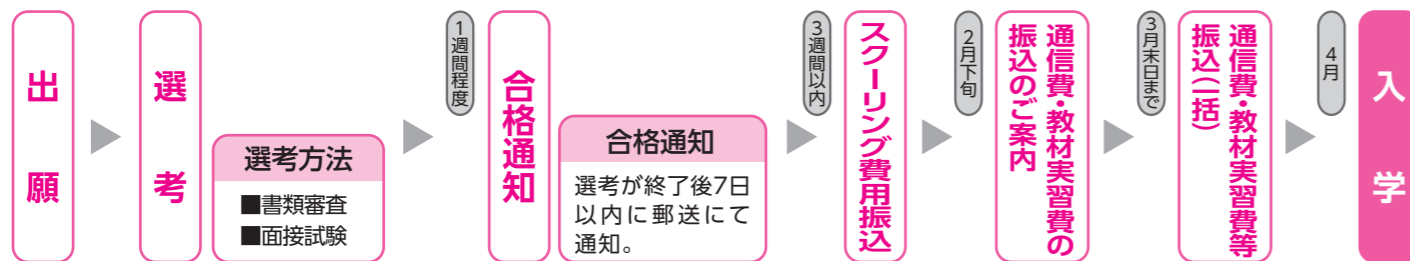 出願
選考
選考方法
■書類審査
■面接試験
1週間程度
合格通知
合格通知
選考が終了後7日
以内に郵送にて
通知。
3週間以内
スクーリング費用振込
2月下旬
通信費・教材実習費の
振込のご案内
3月末日まで
通信費・教材実習費等
振込(一括)
4月
入学